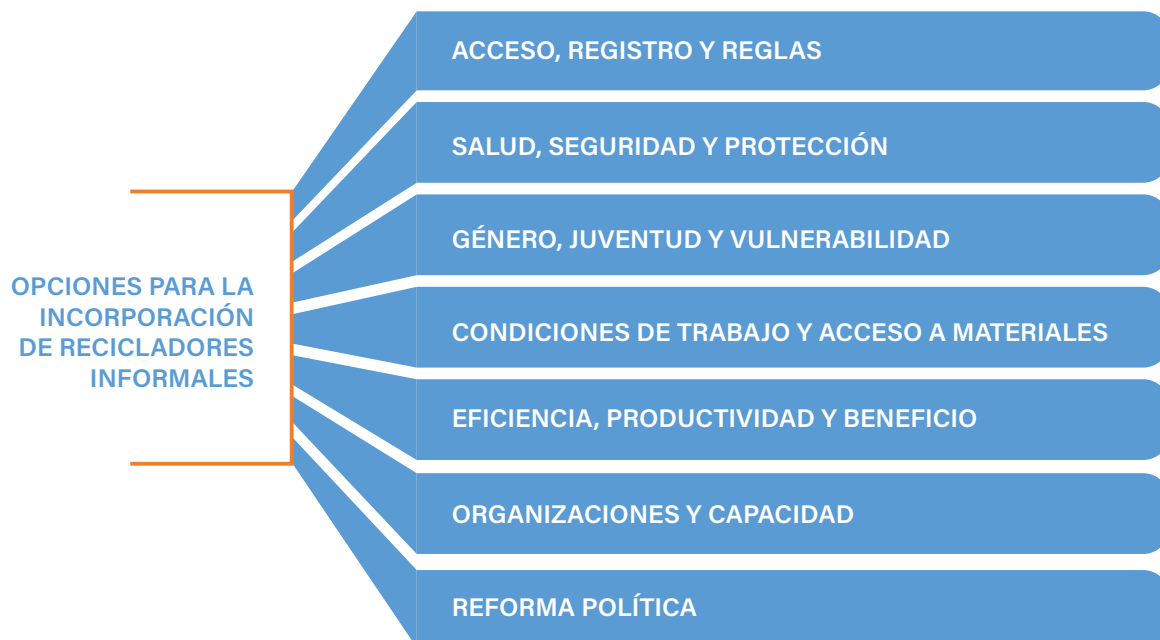 OPCIONES PARA LA
INCORPORACIÓN
DE RECICLADORES
INFORMALES
ACCESO, REGISTRO Y REGLAS
SALUD, SEGURIDAD Y PROTECCIÓN
GÉNERO, JUVENTUD Y VULNERABILIDAD
CONDICIONES DE TRABAJO Y ACCESO A MATERIALES
EFICIENCIA, PRODUCTIVIDAD Y BENEFICIO
ORGANIZACIONES Y CAPACIDAD
REFORMA POLÍTICA